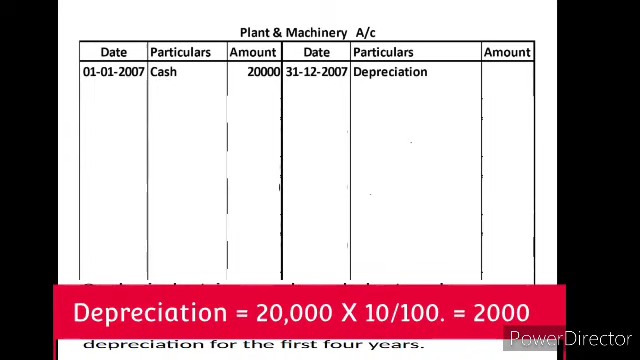 Plant & Machinery A/c
Date Particulars Amount Date Particulars Amount
01-01-2007 Cash 20000 31-12-2007 Depreciation
Depreciation = 20,000 X 10/100. = 2000
depreciation for the first four years.
PowerDirector